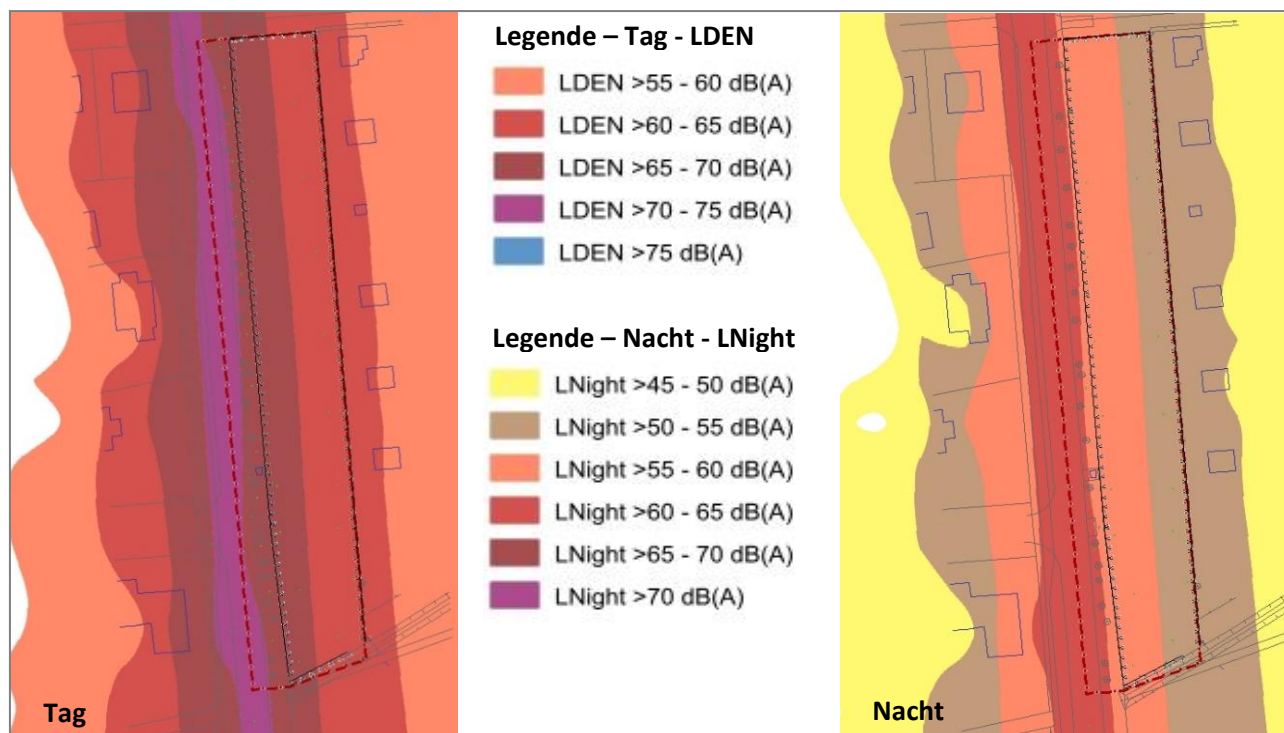 Legende – Tag - LDEN
LDEN >55 - 60 dB(A)
LDEN >60 - 65 dB(A)
LDEN >65 - 70 dB(A)
LDEN >70 - 75 dB(A)
LDEN >75 dB(A)
Legende – Nacht - LNight
LNight >45 - 50 dB(A)
LNight >50 - 55 dB(A)
LNight >55 - 60 dB(A)
LNight >60 - 65 dB(A)
LNight >65 - 70 dB(A)
LNight >70 dB(A)
Tag
Nacht